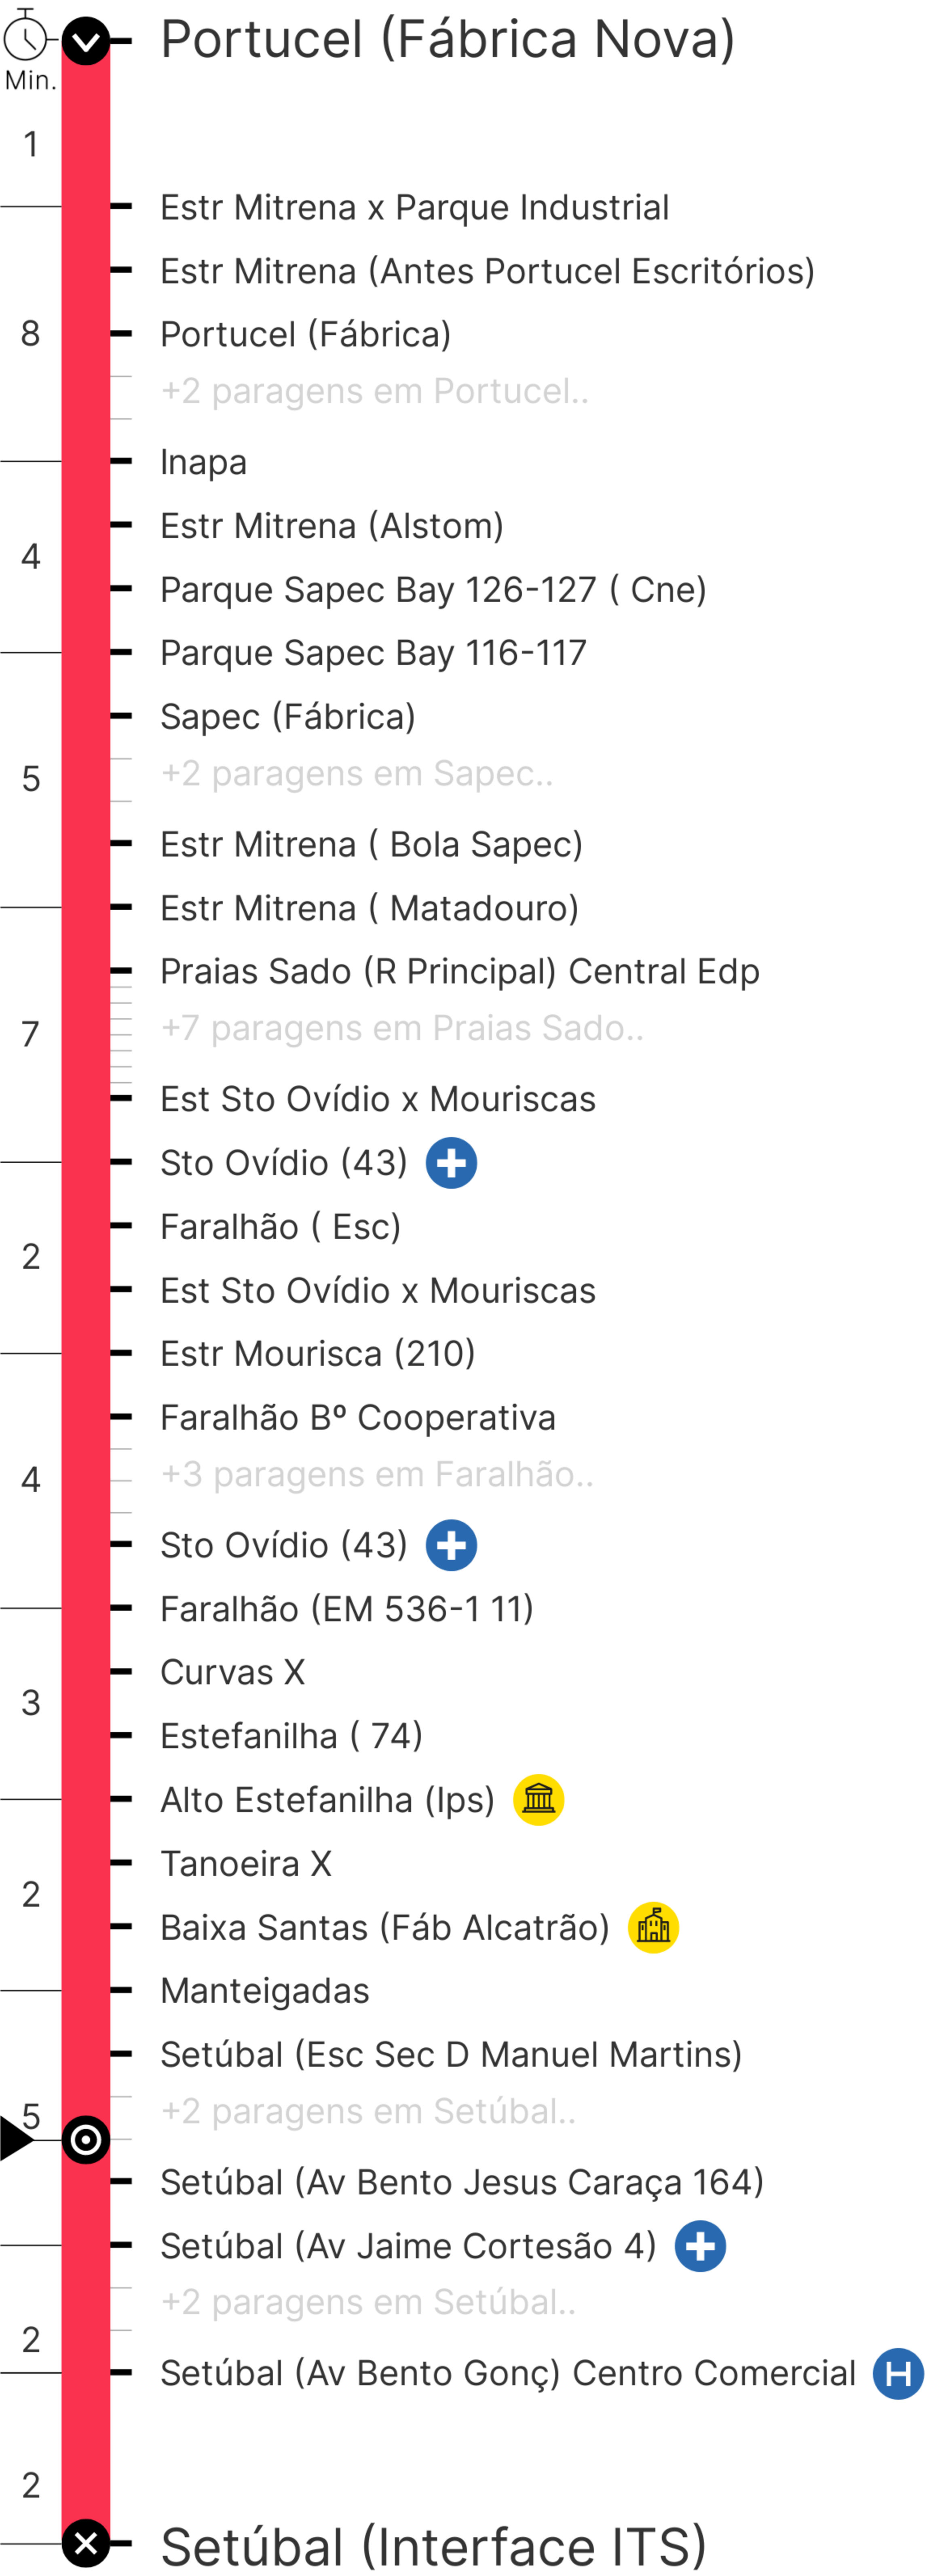 Portucel (Fábrica Nova)
Min.
1
Estr Mitrena x Parque Industrial
Estr Mitrena (Antes Portucel Escritórios)
8
Portucel (Fábrica)
+2 paragens em Portucel..
Inapa
Estr Mitrena (Alstom)
4
Parque Sapec Bay 126-127 ( Cne)
Parque Sapec Bay 116-117
Sapec (Fábrica)
5
+2 paragens em Sapec..
Estr Mitrena ( Bola Sapec)
Estr Mitrena ( Matadouro)
Praias Sado (R Principal) Central Edp
7
+7 paragens em Praias Sado..
Est Sto Ovídio x Mouriscas
Sto Ovídio (43)
Faralhão ( Esc)
2
Est Sto Ovídio x Mouriscas
Estr Mourisca (210)
Faralhão Bº Cooperativa
4
+3 paragens em Faralhão..
Sto Ovídio (43)
Faralhão (EM 536-1 11)
Curvas X
3
Estefanilha ( 74)
Alto Estefanilha (Ips)
Tanoeira X
2
Baixa Santas (Fáb Alcatrão)
Manteigadas
Setúbal (Esc Sec D Manuel Martins)
5
+2 paragens em Setúbal..
Setúbal (Av Bento Jesus Caraça 164)
Setúbal (Av Jaime Cortesão 4)
+2 paragens em Setúbal..
2
Setúbal (Av Bento Gonç) Centro Comercial H
2
Setúbal (Interface ITS)